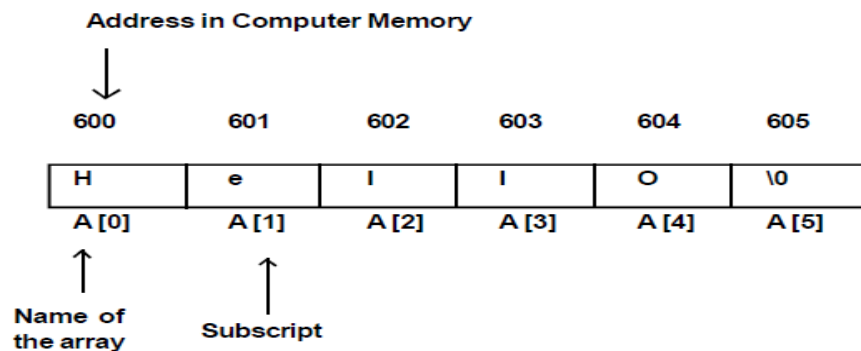 Address in Computer Memory
600 601 602 603 604 605
H e l l O \0
A [0] A [1] A [2] A [3] A [4] A [5]
Name of
the array
Subscript